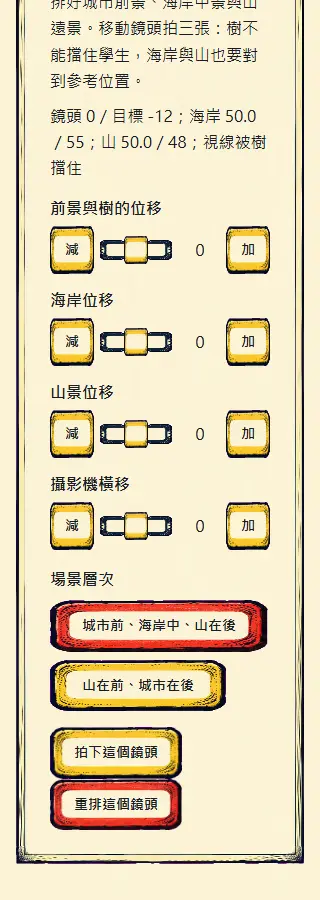 排好城市前景、海岸中景與山
遠景。移動鏡頭拍三張：樹不
能擋住學生，海岸與山也要對
到參考位置。
鏡頭 0 / 目標 -12；海岸 50.0
/ 55；山 50.0 / 48；視線被樹
擋住
前景與樹的位移
減 0 加
海岸位移
減 0 加
山景位移
減 0 加
攝影機橫移
減 0 加
場景層次
城市前、海岸中、山在後
山在前、城市在後
拍下這個鏡頭
重排這個鏡頭